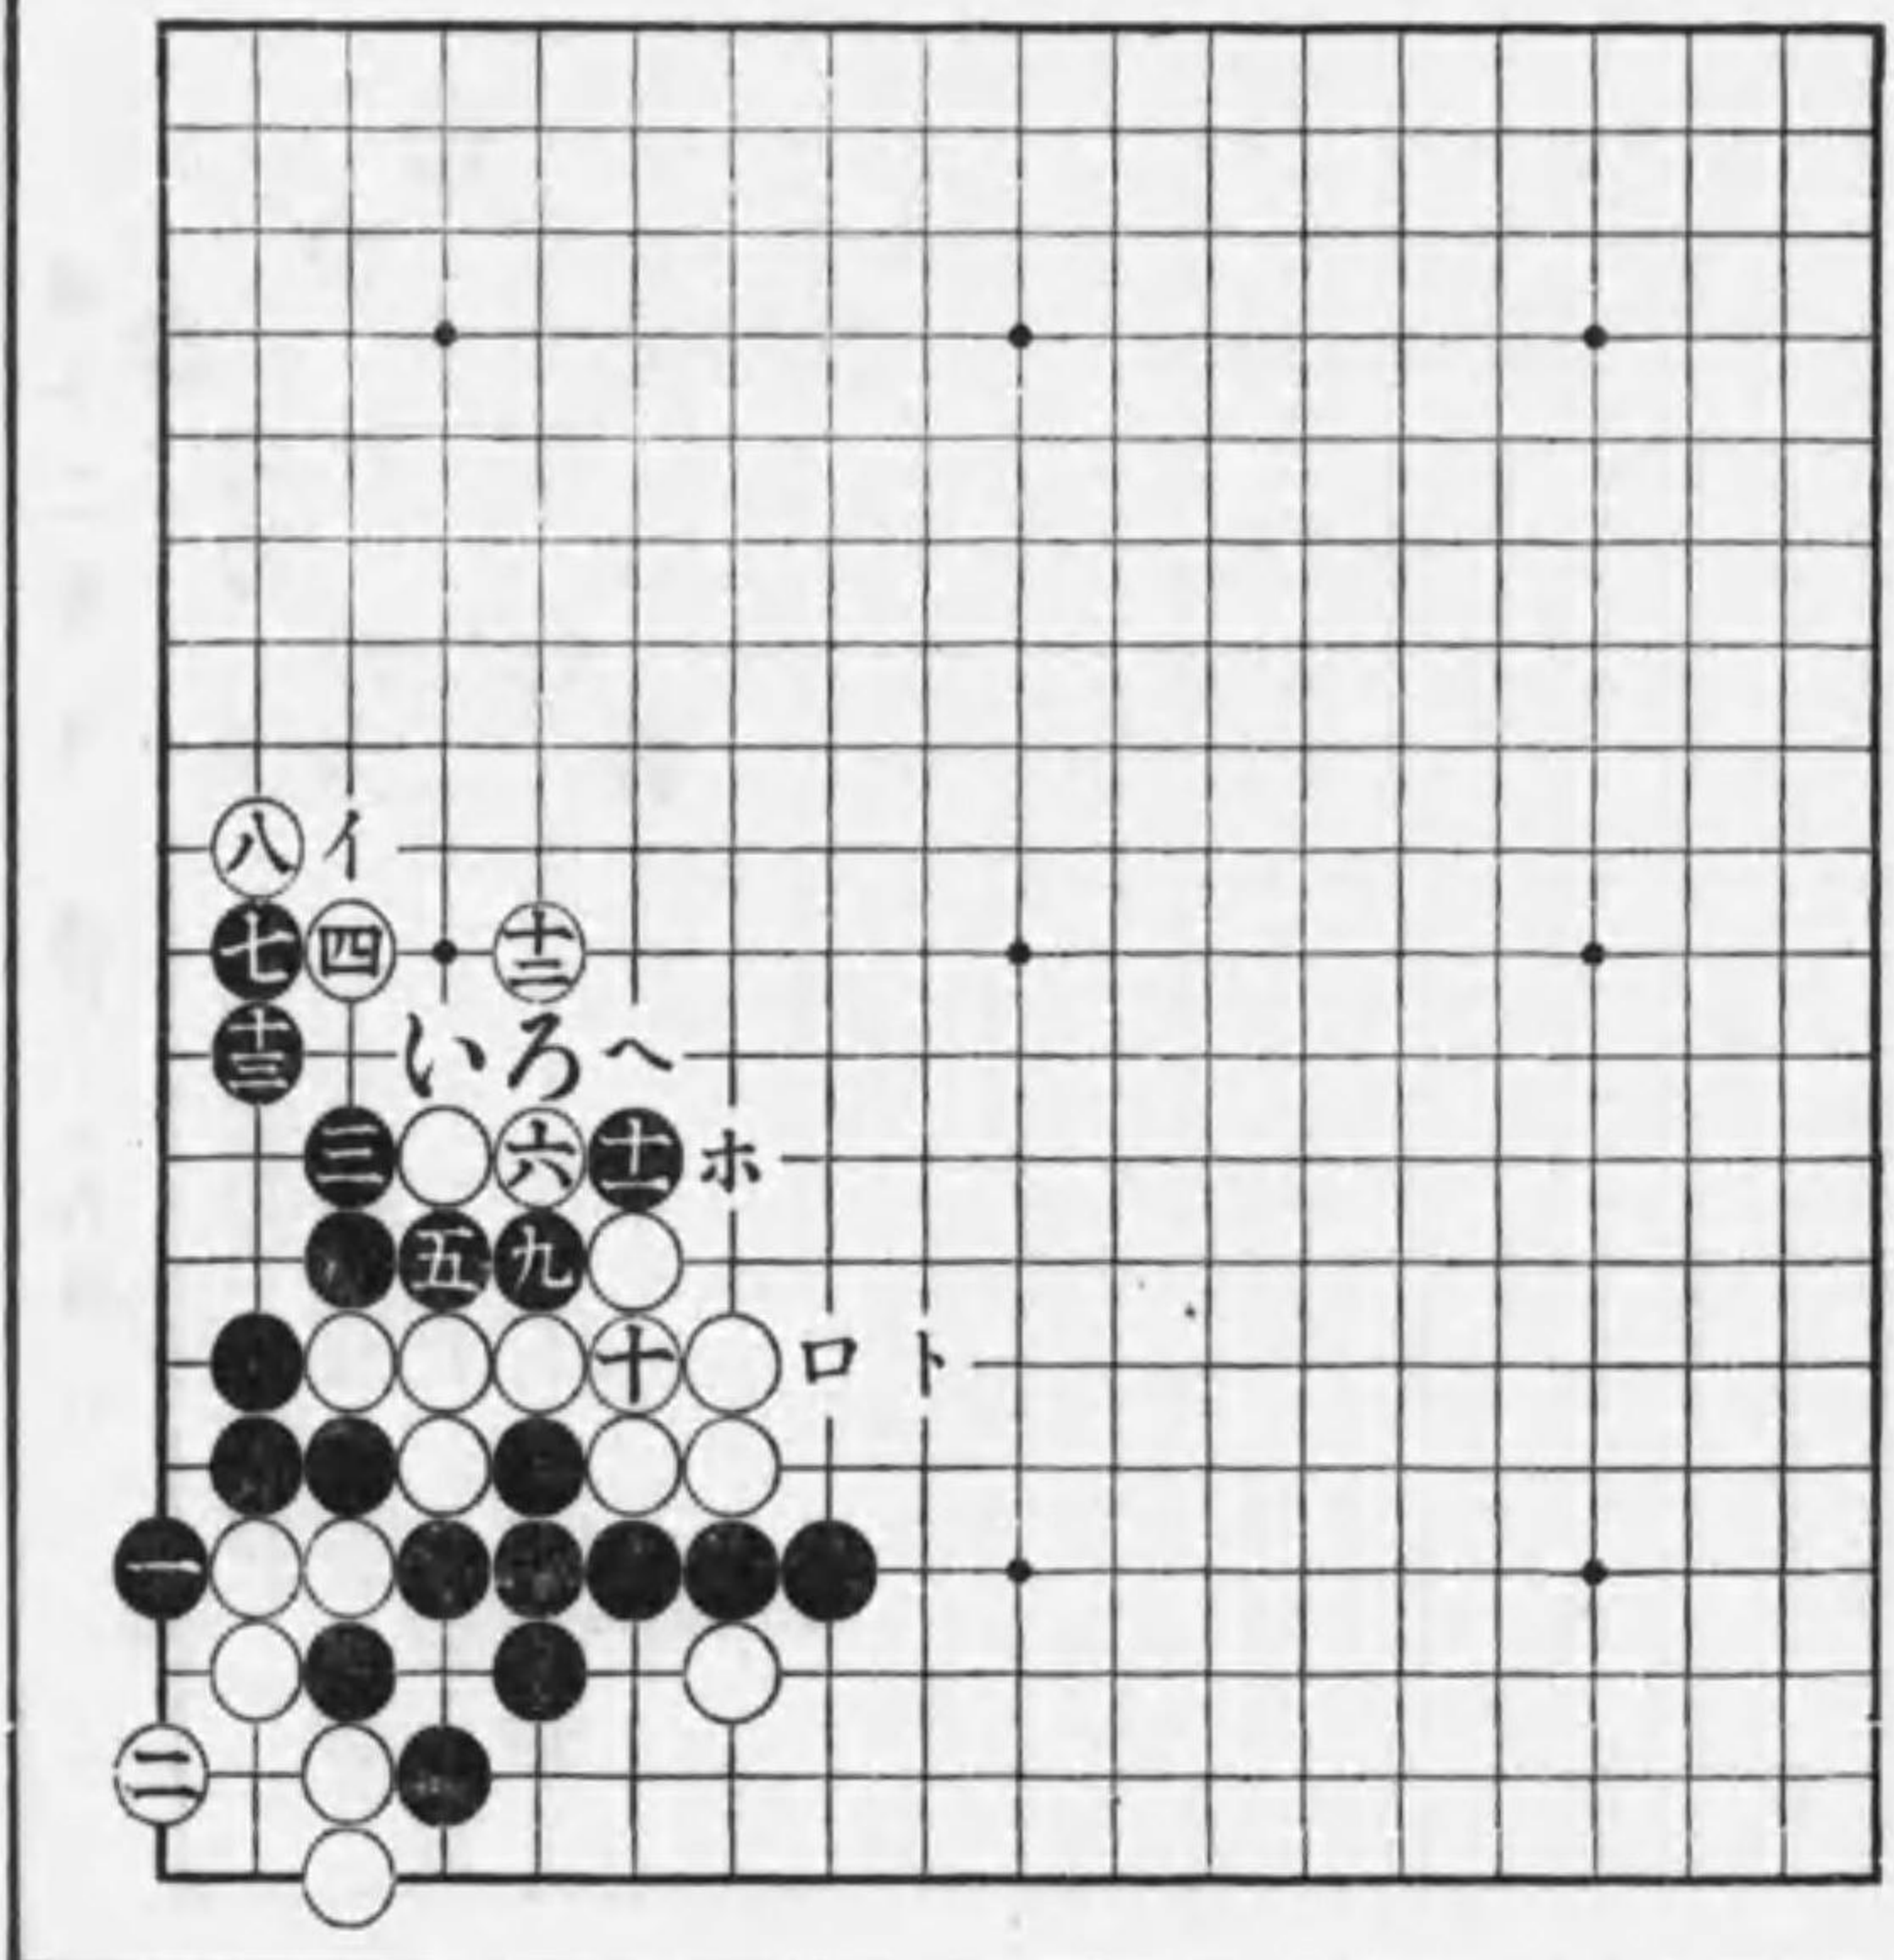 八 イ
七 四 十二
十三 い ろ へ
三 六 十一 ホ
五 九
十 ロ ト
一
二